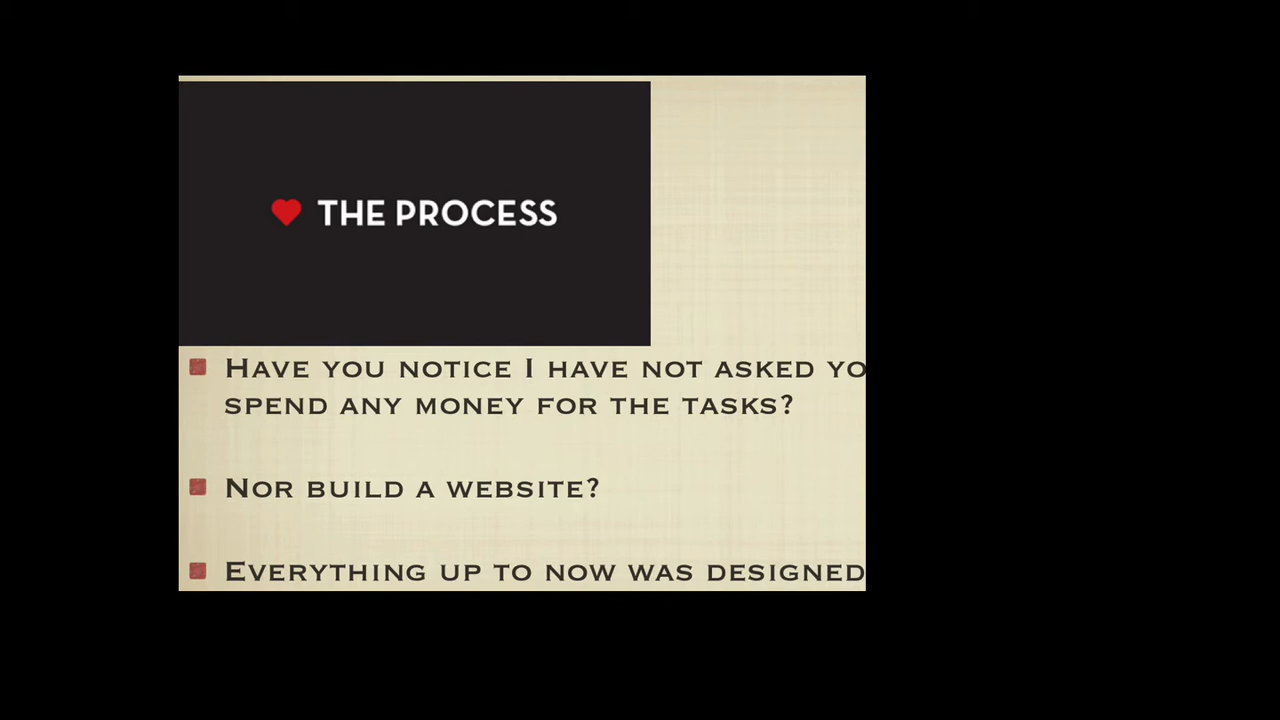 THE PROCESS
HAVE YOU NOTICE I HAVE NOT ASKED YO
SPEND ANY MONEY FOR THE TASKS?
NOR BUILD A WEBSITE?
EVERYTHING UP TO NOW WAS DESIGNED